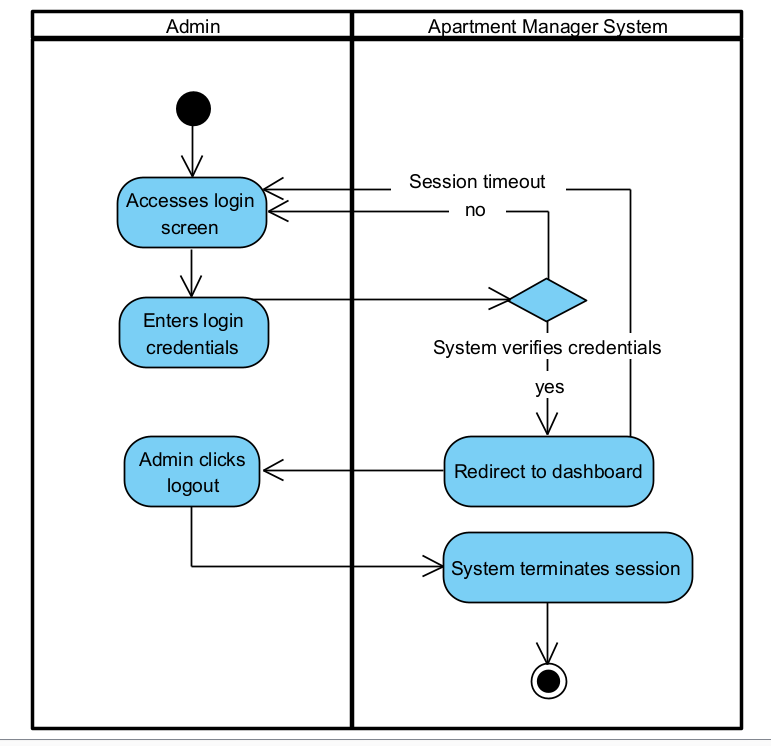 Admin
Apartment Manager System
Session timeout
Accesses login
screen
no
Enters login
credentials
System verifies credentials
yes
Admin clicks
logout
Redirect to dashboard
System terminates session